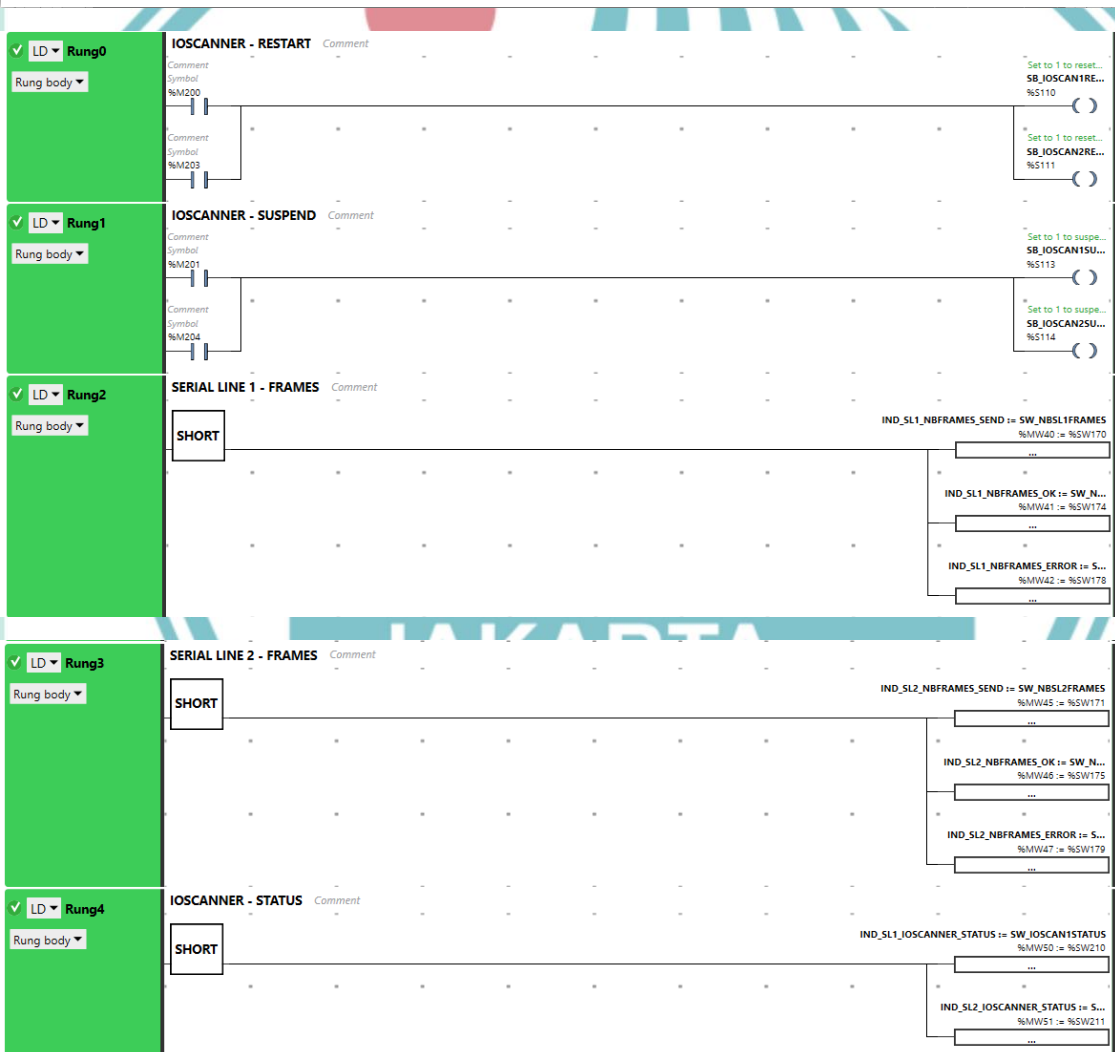 LD Rung0
Rung body
IOSCANNER - RESTART Comment
Comment
Symbol
%M200
Set to 1 to reset...
SB_IOSCAN1RE...
%S110
Comment
Symbol
%M203
Set to 1 to reset...
SB_IOSCAN2RE...
%S111
LD Rung1
Rung body
IOSCANNER - SUSPEND Comment
Comment
Symbol
%M201
Set to 1 to suspe...
SB_IOSCAN1SU...
%S113
Comment
Symbol
%M204
Set to 1 to suspe...
SB_IOSCAN2SU...
%S114
LD Rung2
Rung body
SERIAL LINE 1 - FRAMES Comment
SHORT
IND_SL1_NBFRAMES_SEND := SW_NBSL1FRAMES
%MW40 := %SW170
...
IND_SL1_NBFRAMES_OK := SW_N...
%MW41 := %SW174
...
IND_SL1_NBFRAMES_ERROR := S...
%MW42 := %SW178
...
JAKARTA
LD Rung3
Rung body
SERIAL LINE 2 - FRAMES Comment
SHORT
IND_SL2_NBFRAMES_SEND := SW_NBSL2FRAMES
%MW45 := %SW171
...
IND_SL2_NBFRAMES_OK := SW_N...
%MW46 := %SW175
...
IND_SL2_NBFRAMES_ERROR := S...
%MW47 := %SW179
...
LD Rung4
Rung body
IOSCANNER - STATUS Comment
SHORT
IND_SL1_IOSCANNER_STATUS := SW_IOSCAN1STATUS
%MW50 := %SW210
...
IND_SL2_IOSCANNER_STATUS := S...
%MW51 := %SW211
...